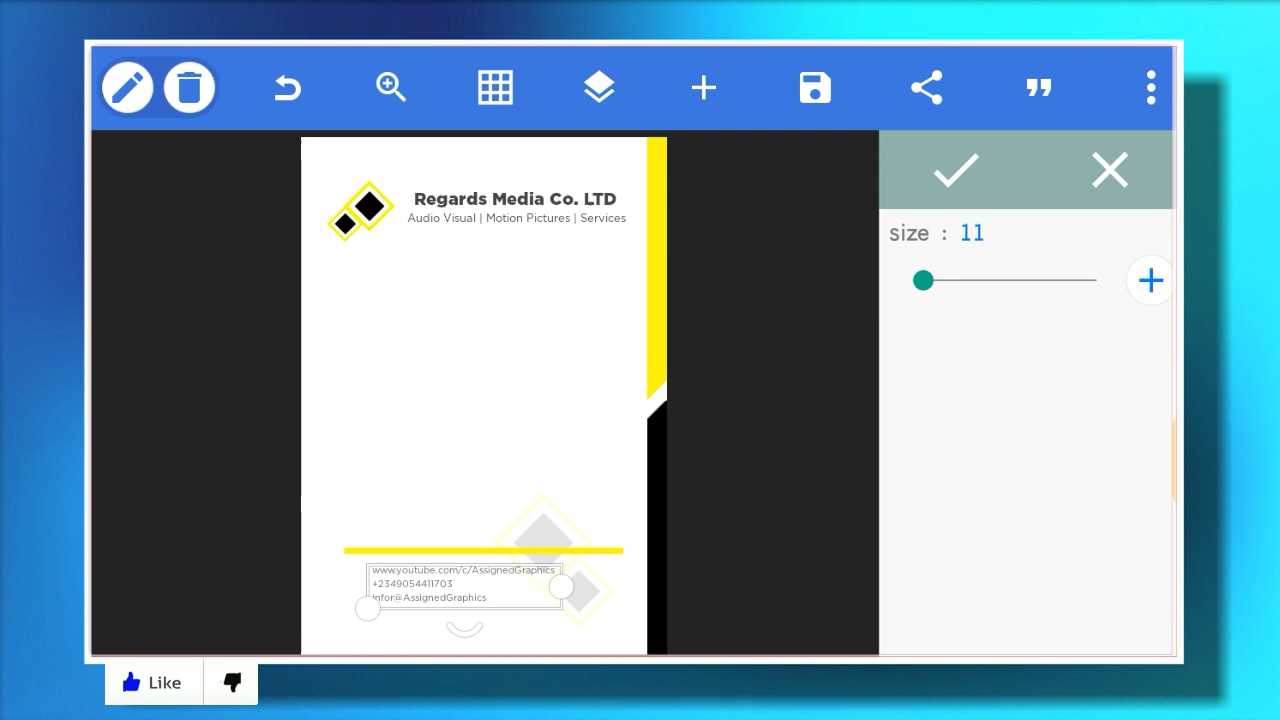 Regards Media Co. LTD
Audio Visual | Motion Pictures | Services
size : 11
www.youtube.com/c/AssignedGraphics
+2349054411703
infor@AssignedGraphics
Like